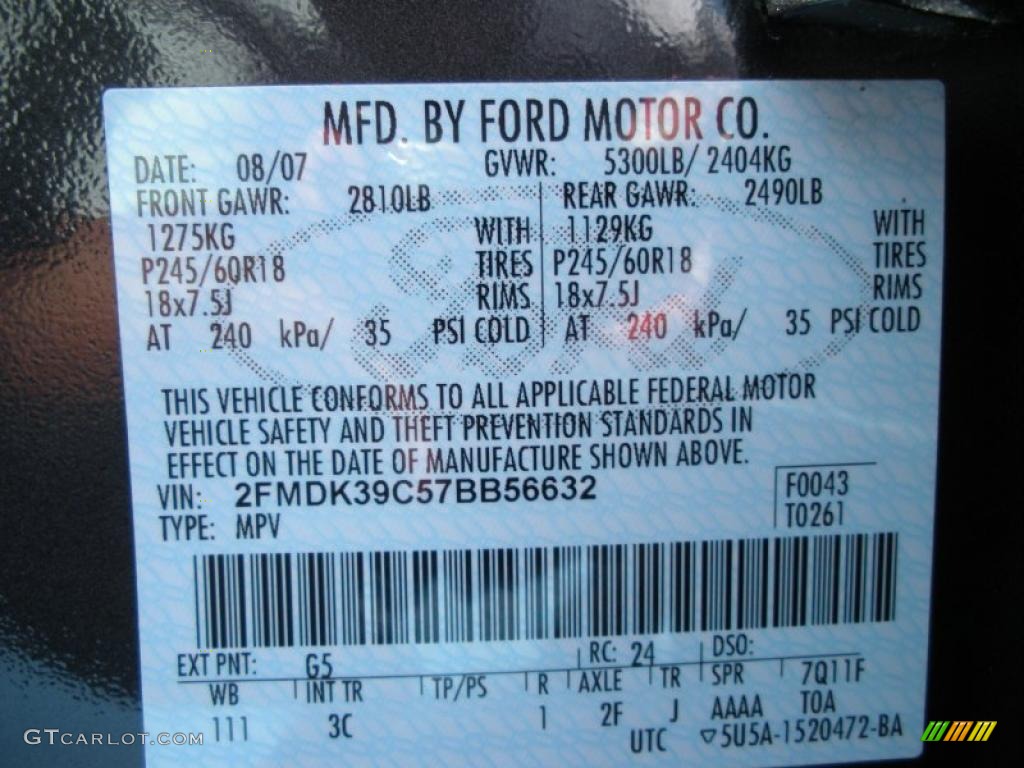 MFD. BY FORD MOTOR CO.
DATE: 08/07 GVWR: 5300LB/ 2404KG
FRONT GAWR: 2810LB REAR GAWR: 2490LB
1275KG WITH 1129KG WITH
P245/60R18 TIRES P245/60R18 TIRES
18x7.5J RIMS 18x7.5J RIMS
AT 240 kPa/ 35 PSI COLD AT 240 kPa/ 35 PSI COLD
THIS VEHICLE CONFORMS TO ALL APPLICABLE FEDERAL MOTOR
VEHICLE SAFETY AND THEFT PREVENTION STANDARDS IN
EFFECT ON THE DATE OF MANUFACTURE SHOWN ABOVE.
VIN: 2FMDK39C57BB56632 F0043
TYPE: MPV T0261
EXT PNT: G5 RC: 24 DSO:
WB INT TR TP/PS R AXLE TR SPR 7Q11F
111 3C 1 2F J AAAA TOA
UTC ▽5U5A-1520472-BA
GTCARLOT.COM